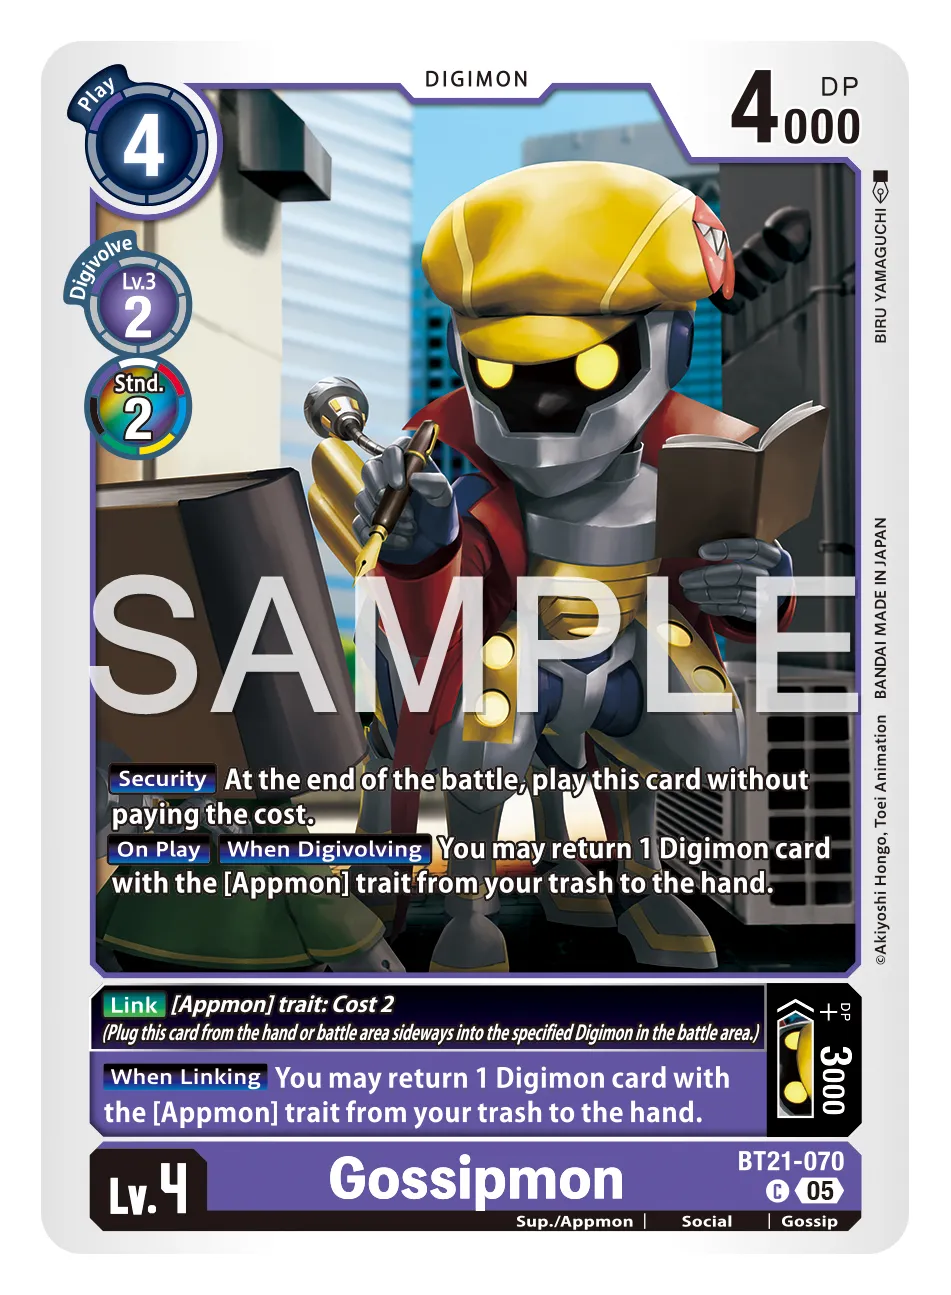 DIGIMON
Play
4
DP
4000
Digivolve
Lv.3
2
Stnd.
2
BIRU YAMAGUCHI
SAMPLE
BANDAI MADE IN JAPAN
©Akiyoshi Hongo, Toei Animation
Security At the end of the battle, play this card without
paying the cost.
On Play When Digivolving You may return 1 Digimon card
with the [Appmon] trait from your trash to the hand.
Link [Appmon] trait: Cost 2
(Plug this card from the hand or battle area sideways into the specified Digimon in the battle area.)
DP
+3000
When Linking You may return 1 Digimon card with
the [Appmon] trait from your trash to the hand.
Lv.4
Gossipmon
BT21-070
C 05
Sup./Appmon | Social | Gossip